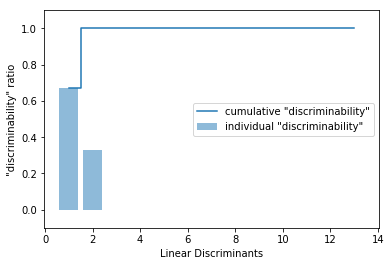 1.0
0.8
0.6
0.4
0.2
0.0
"discriminability" ratio
cumulative "discriminability"
individual "discriminability"
0 2 4 6 8 10 12 14
Linear Discriminants